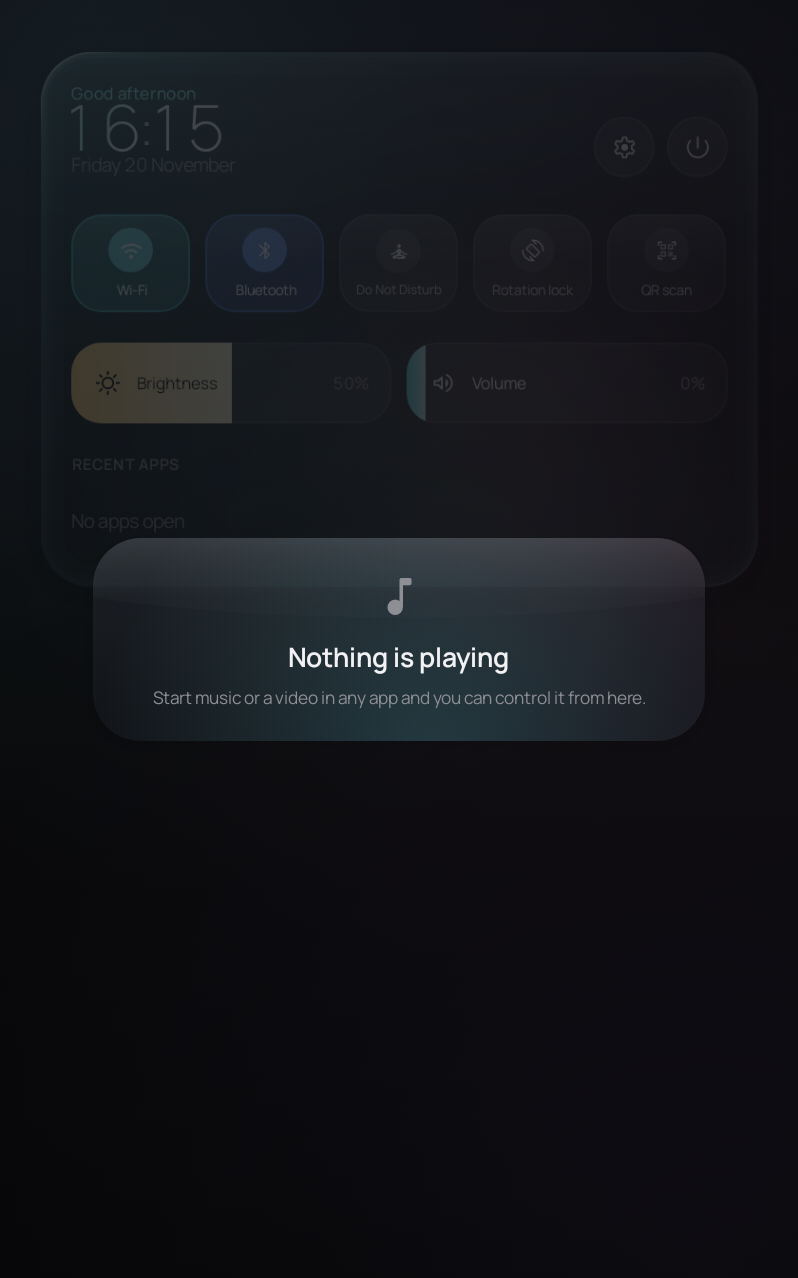 Good afternoon
16:15
Friday 20 November
Wi-Fi
Bluetooth
Do Not Disturb
Rotation lock
QR scan
Brightness
50%
Volume
0%
RECENT APPS
No apps open
Nothing is playing
Start music or a video in any app and you can control it from here.